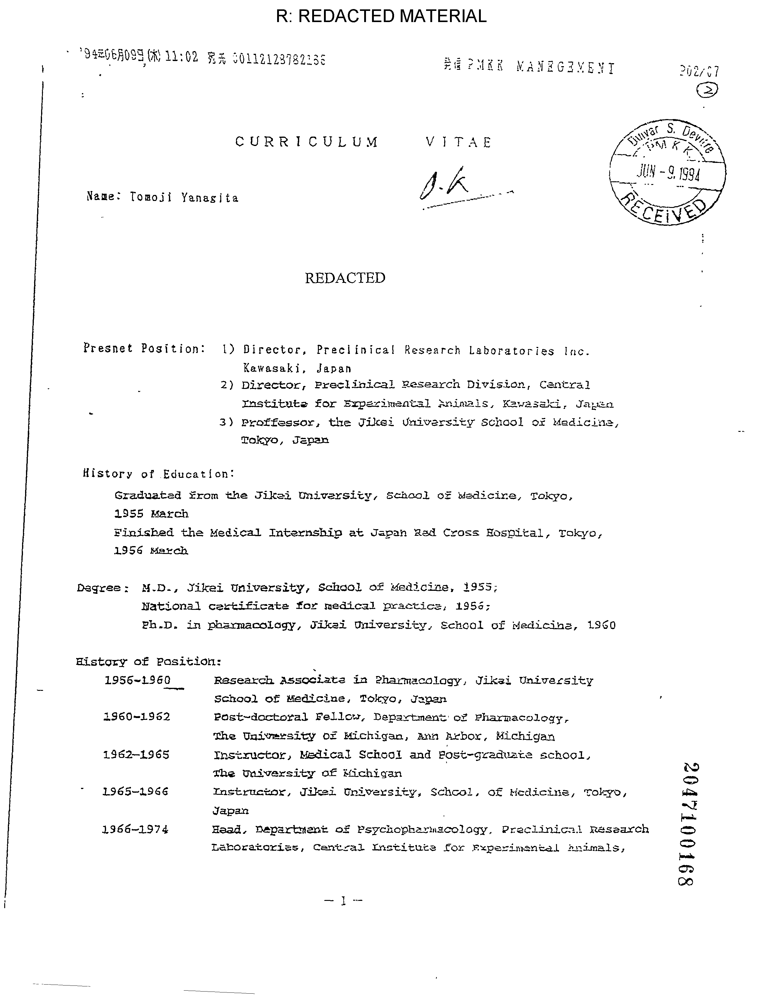 R: REDACTED MATERIAL
'94年06月09日(木) 11:02 宛先 00112128782165
発信 PMKK MANEGEMENT
P02/07
2
CURRICULUM VITAE
Dinyar S. Devitre
PMKK
JUN -9. 1994
RECEIVED
O.K
Name: Tomoji Yanagita
REDACTED
Presnet Position: 1) Director, Preclinical Research Laboratories Inc.
Kawasaki, Japan
2) Director, Preclinical Research Division, Central
Institute for Experimental Animals, Kawasaki, Japan
3) Proffessor, the Jikei University School of Medicine,
Tokyo, Japan
History of Education:
Graduated from the Jikei University, School of Medicine, Tokyo,
1955 March
Finished the Medical Internship at Japan Red Cross Hospital, Tokyo,
1956 March
Degree: M.D., Jikei University, School of Medicine, 1955;
National certificate for medical practice, 1956;
Ph.D. in pharmacology, Jikei University, School of Medicine, 1960
History of Position:
1956-1960 Research Associate in Pharmacology, Jikei University
School of Medicine, Tokyo, Japan
1960-1962 Post-doctoral Fellow, Department of Pharmacology,
The University of Michigan, Ann Arbor, Michigan
1962-1965 Instructor, Medical School and Post-graduate school,
The University of Michigan
1965-1966 Instructor, Jikei University, School, of Medicine, Tokyo,
Japan
1966-1974 Head, Department of Psychopharmacology, Preclinical Research
Laboratories, Central Institute for Experimental Animals,
2047100168
- 1 -